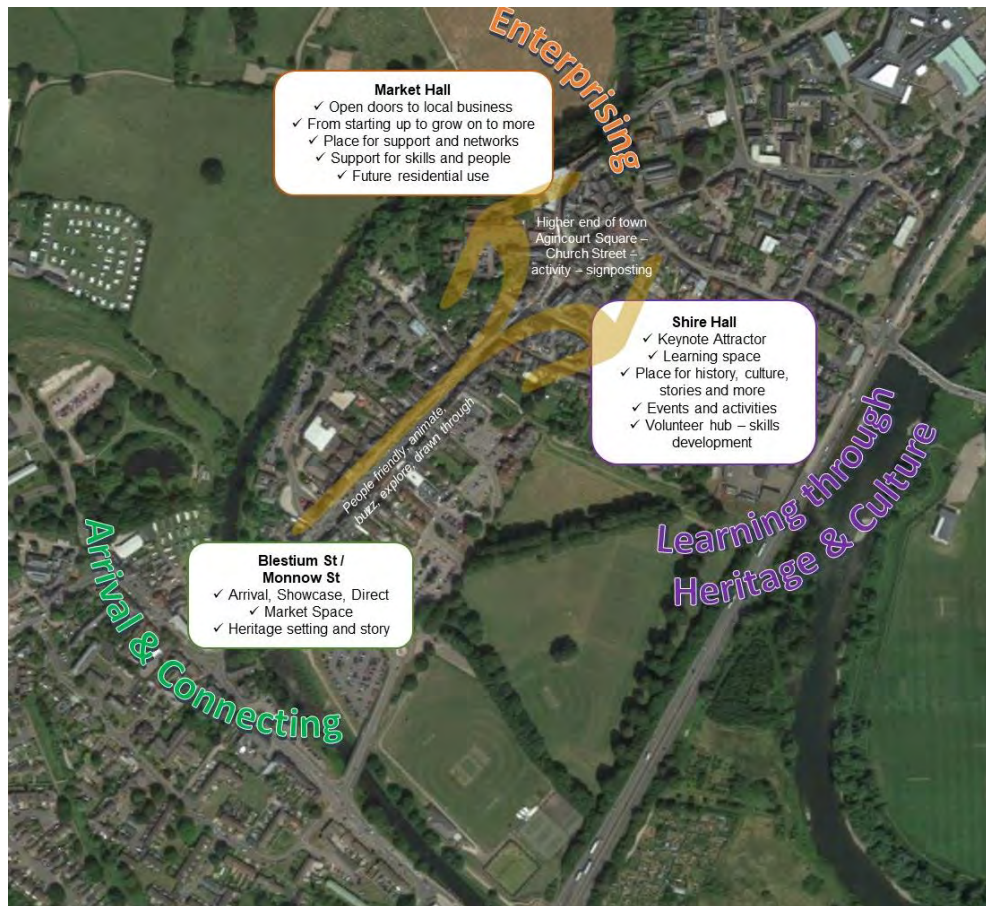 Enterprising
Market Hall
✓ Open doors to local business
✓ From starting up to grow on to more
✓ Place for support and networks
✓ Support for skills and people
✓ Future residential use
Higher end of town
Agincourt Square –
Church Street –
activity – signposting
Shire Hall
✓ Keynote Attractor
✓ Learning space
✓ Place for history, culture,
stories and more
✓ Events and activities
✓ Volunteer hub – skills
development
People friendly, animate,
buzz, explore, drawn through
Learning through
Heritage & Culture
Blestium St /
Monnow St
✓ Arrival, Showcase, Direct
✓ Market Space
✓ Heritage setting and story
Arrival & Connecting